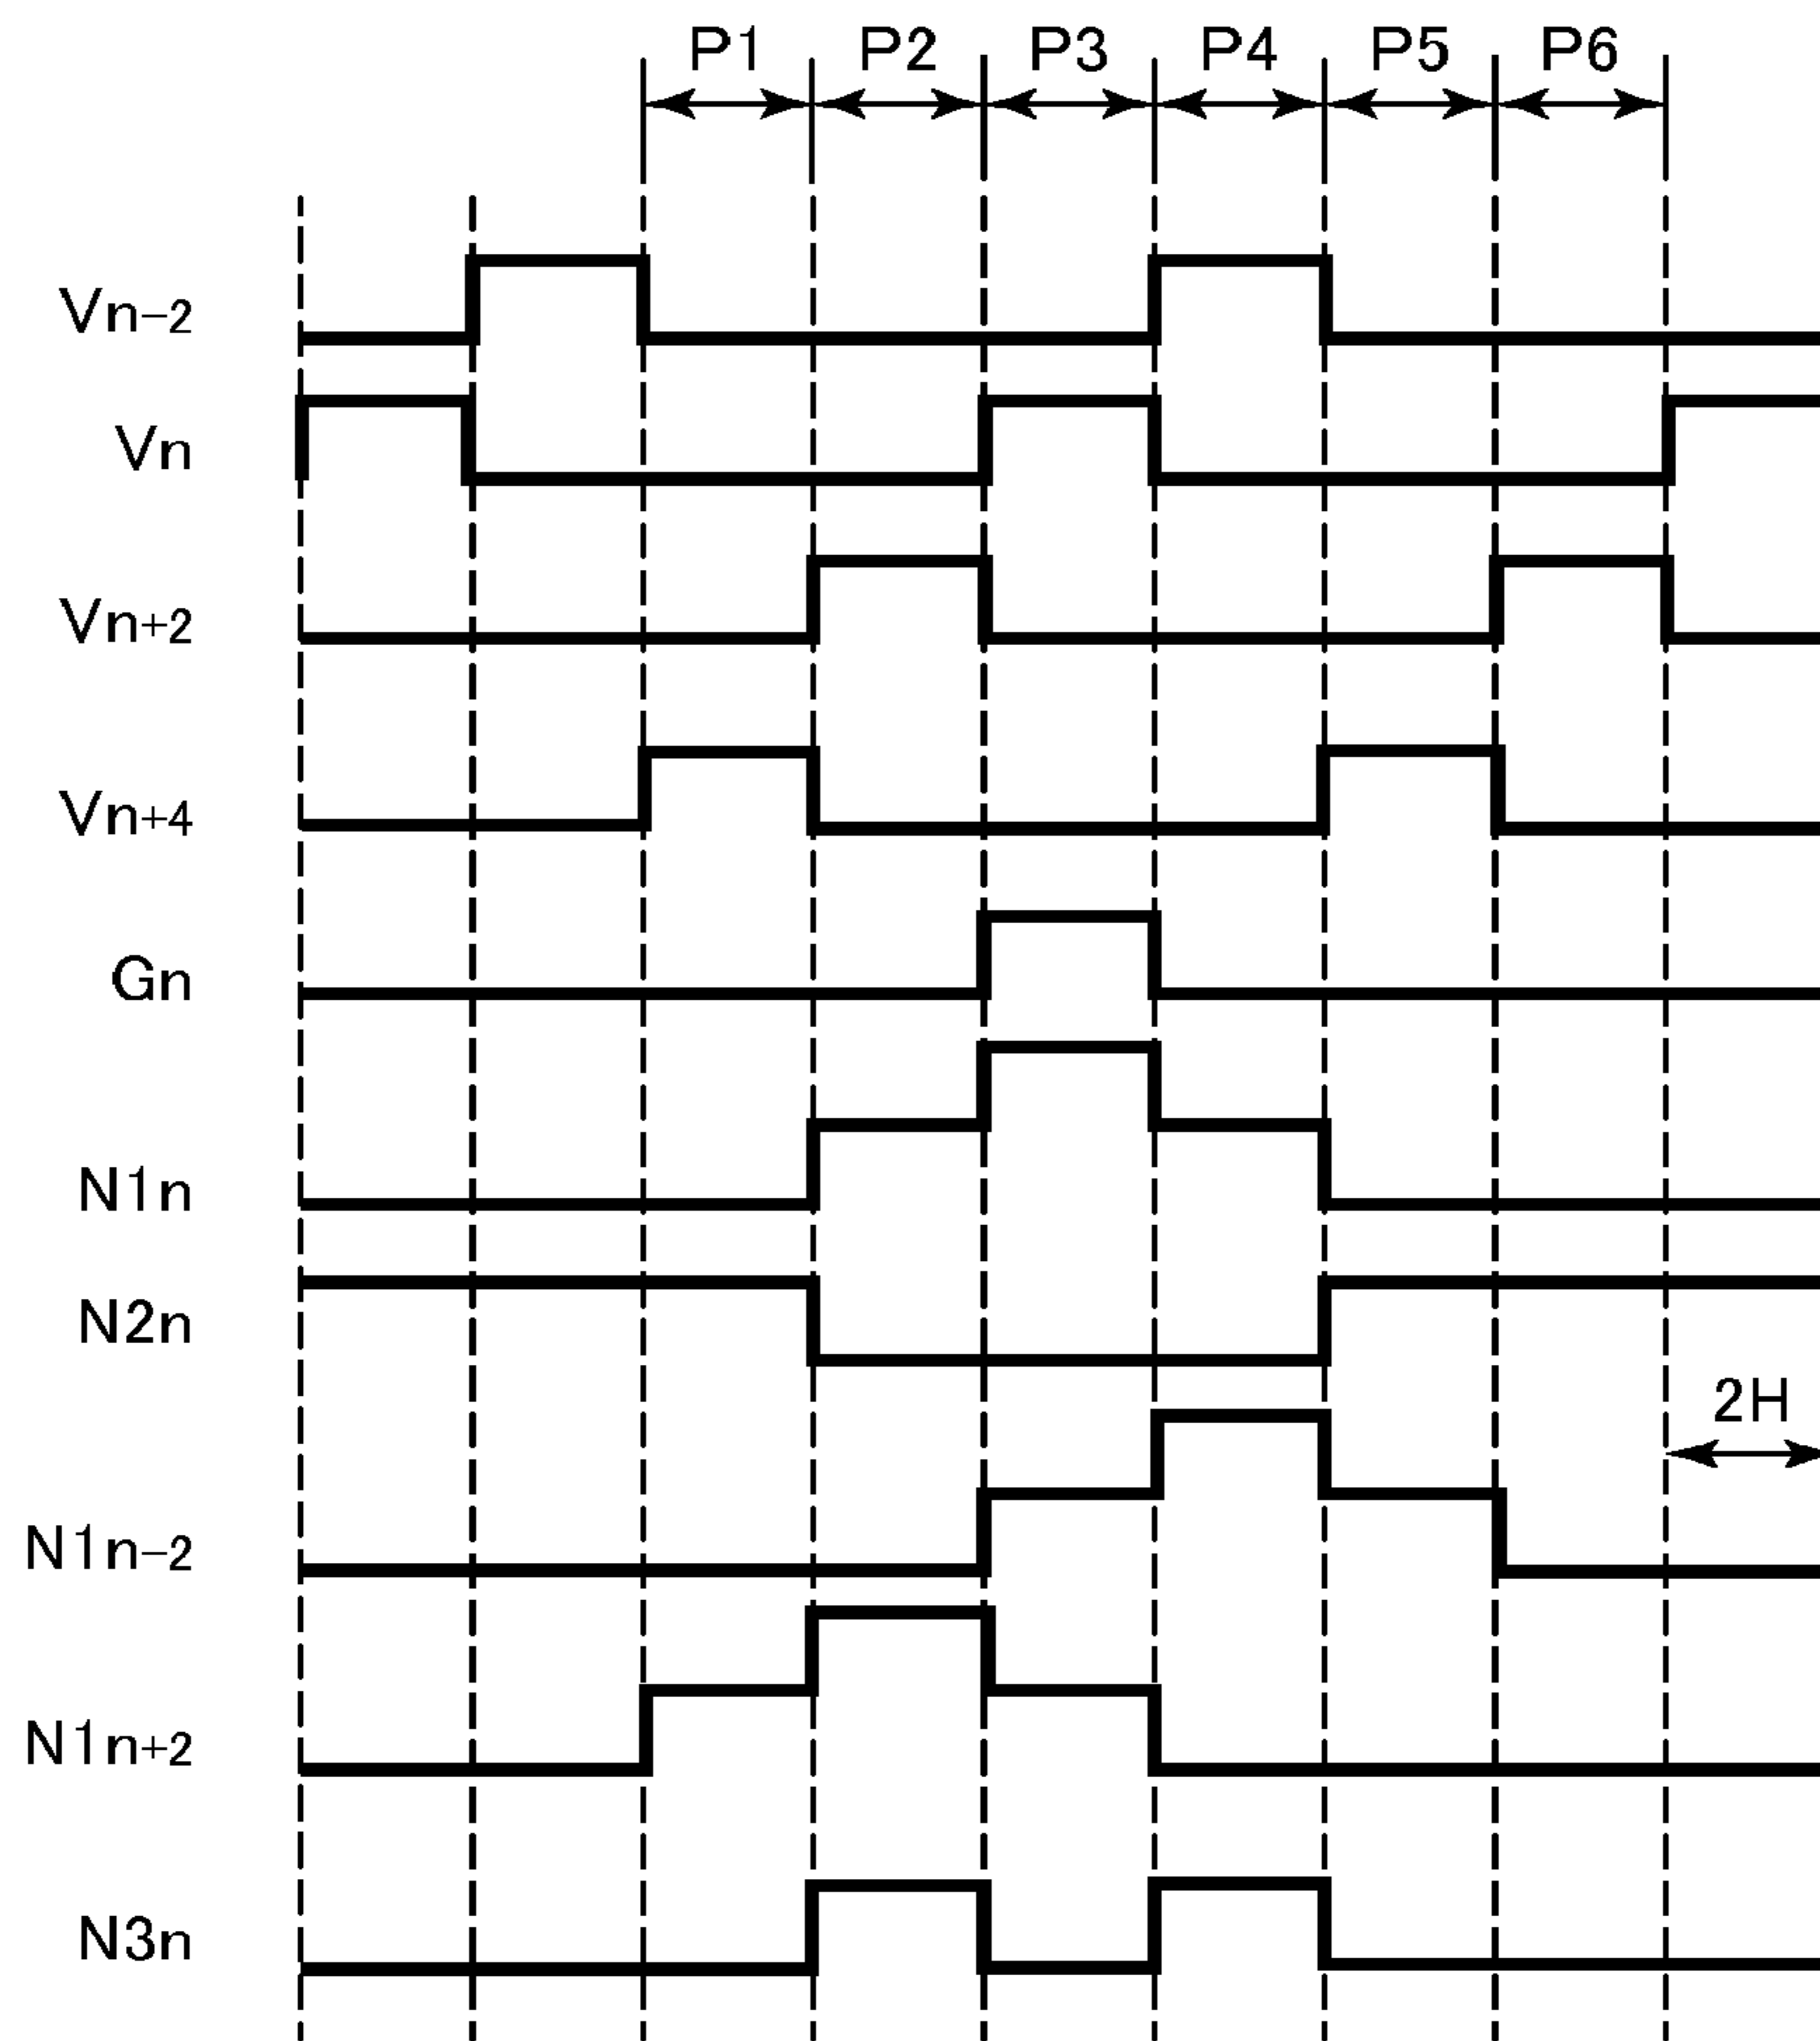 P1 P2 P3 P4 P5 P6
Vn-2
Vn
Vn+2
Vn+4
Gn
N1n
N2n
2H
N1n-2
N1n+2
N3n